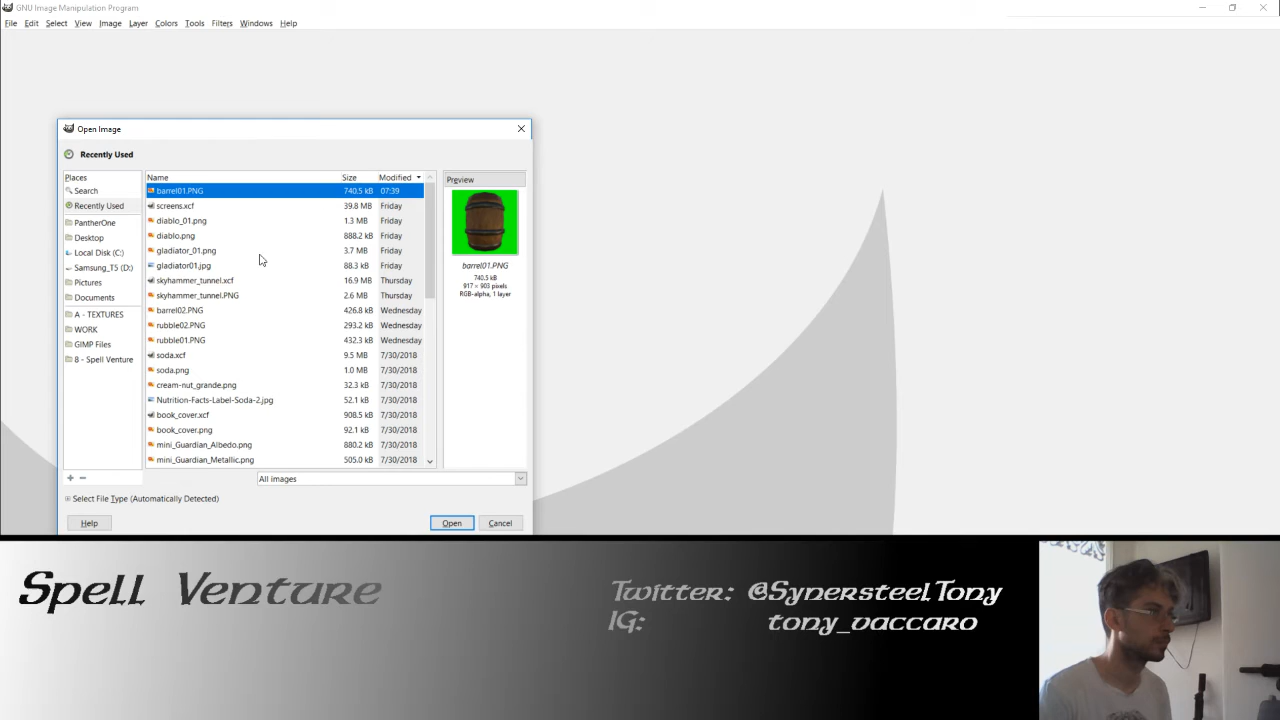 GNU Image Manipulation Program
File Edit Select View Image Layer Colors Tools Filters Windows Help
Open Image
Recently Used
Places
Search
Recently Used
PantherOne
Desktop
Local Disk (C:)
Samsung_T5 (D:)
Pictures
Documents
A - TEXTURES
WORK
GIMP Files
8 - Spell Venture
Name Size Modified
barrel01.PNG 740.5 kB 07:39
screens.xcf 39.8 MB Friday
diablo_01.png 1.3 MB Friday
diablo.png 888.2 kB Friday
gladiator_01.png 3.7 MB Friday
gladiator01.jpg 88.3 kB Friday
skyhammer_tunnel.xcf 16.9 MB Thursday
skyhammer_tunnel.PNG 2.6 MB Thursday
barrel02.PNG 426.8 kB Wednesday
rubble02.PNG 293.2 kB Wednesday
rubble01.PNG 432.3 kB Wednesday
soda.xcf 9.5 MB 7/30/2018
soda.png 1.0 MB 7/30/2018
cream-nut_grande.png 32.3 kB 7/30/2018
Nutrition-Facts-Label-Soda-2.jpg 52.1 kB 7/30/2018
book_cover.xcf 908.5 kB 7/30/2018
book_cover.png 92.1 kB 7/30/2018
mini_Guardian_Albedo.png 880.2 kB 7/30/2018
mini_Guardian_Metallic.png 505.0 kB 7/30/2018
Preview
barrel01.PNG
740.5 kB
917 × 903 pixels
RGB-alpha, 1 layer
All images
Select File Type (Automatically Detected)
Help Open Cancel
Spell Venture
Twitter: @SynersteelTony
IG: tony_vaccaro